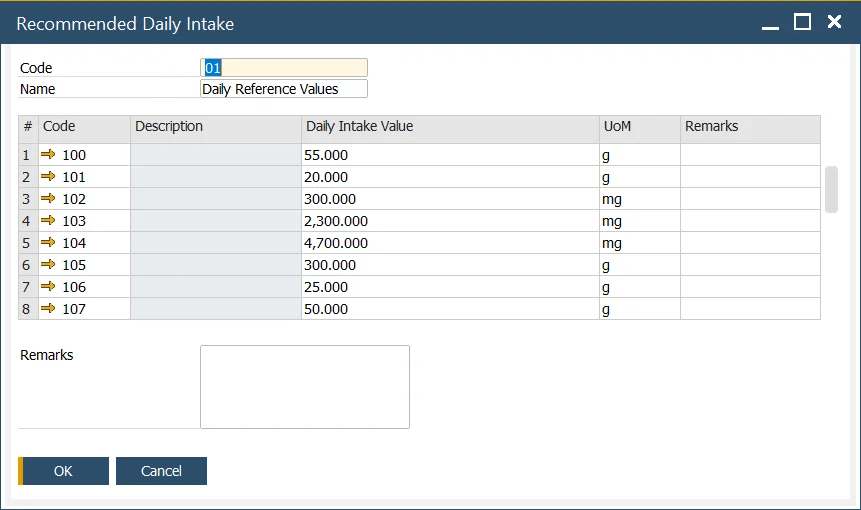 Recommended Daily Intake
Code 01
Name Daily Reference Values
# Code Description Daily Intake Value UoM Remarks
1 100 55.000 g
2 101 20.000 g
3 102 300.000 mg
4 103 2,300.000 mg
5 104 4,700.000 mg
6 105 300.000 g
7 106 25.000 g
8 107 50.000 g
Remarks
OK Cancel